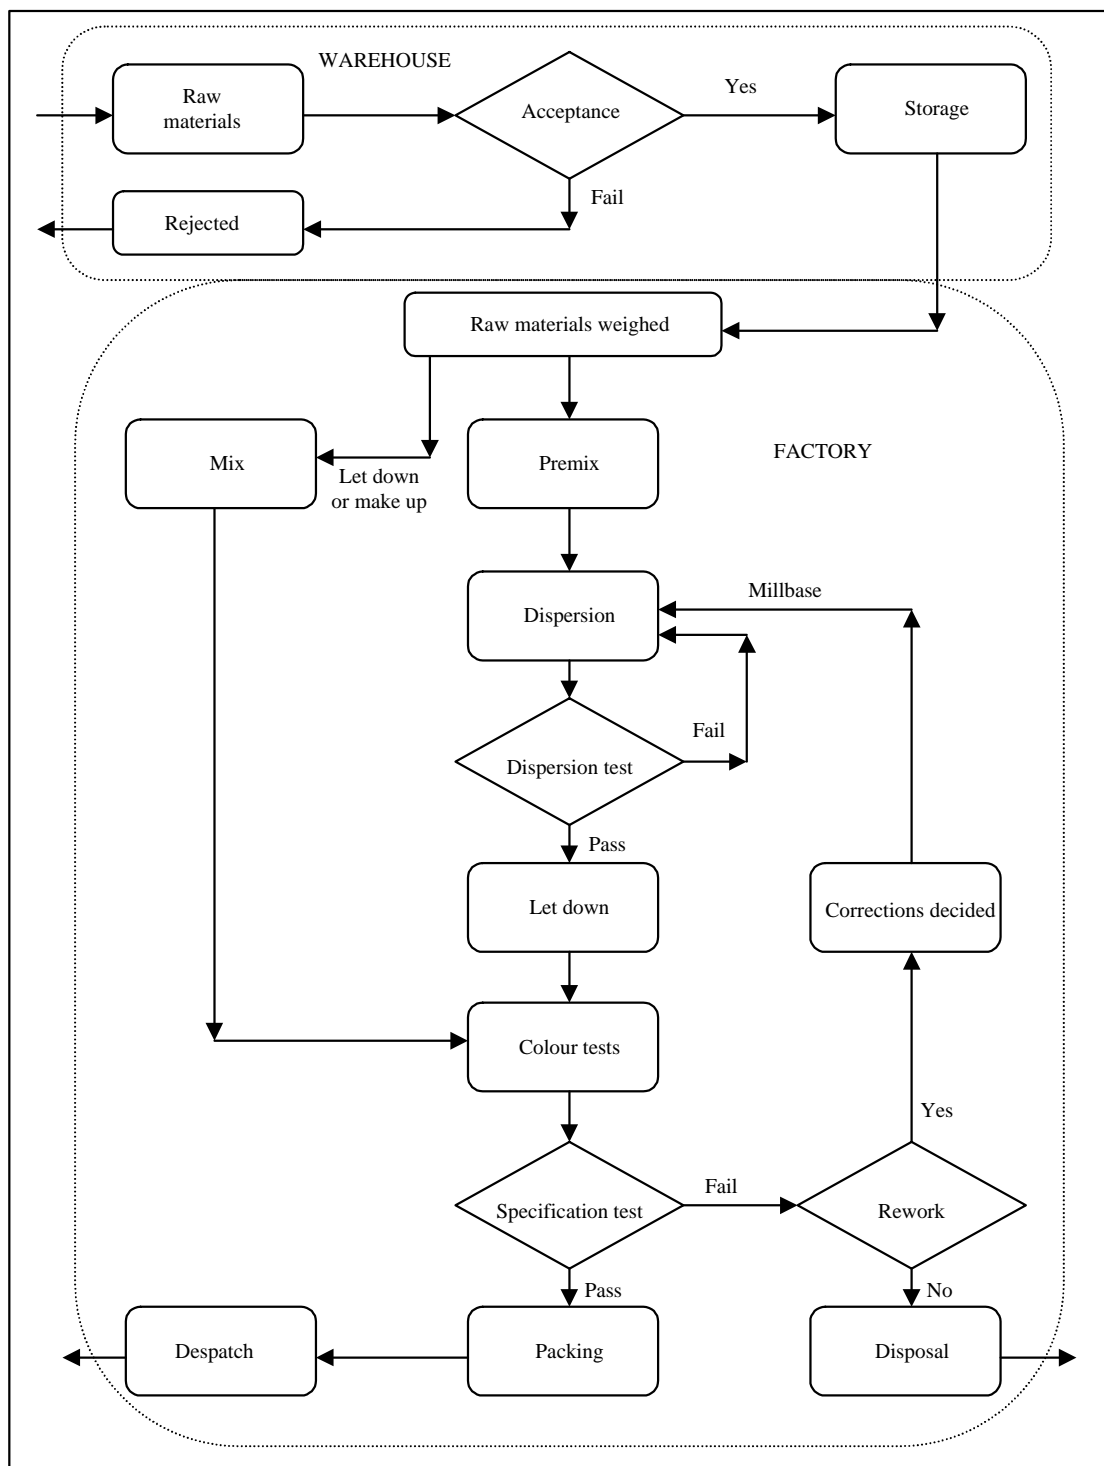 WAREHOUSE
Raw
materials
Acceptance
Yes
Storage
Fail
Rejected
Raw materials weighed
Mix
Let down
or make up
Premix
FACTORY
Dispersion
Millbase
Fail
Dispersion test
Pass
Let down
Corrections decided
Colour tests
Yes
Specification test
Fail
Rework
Pass
No
Despatch
Packing
Disposal